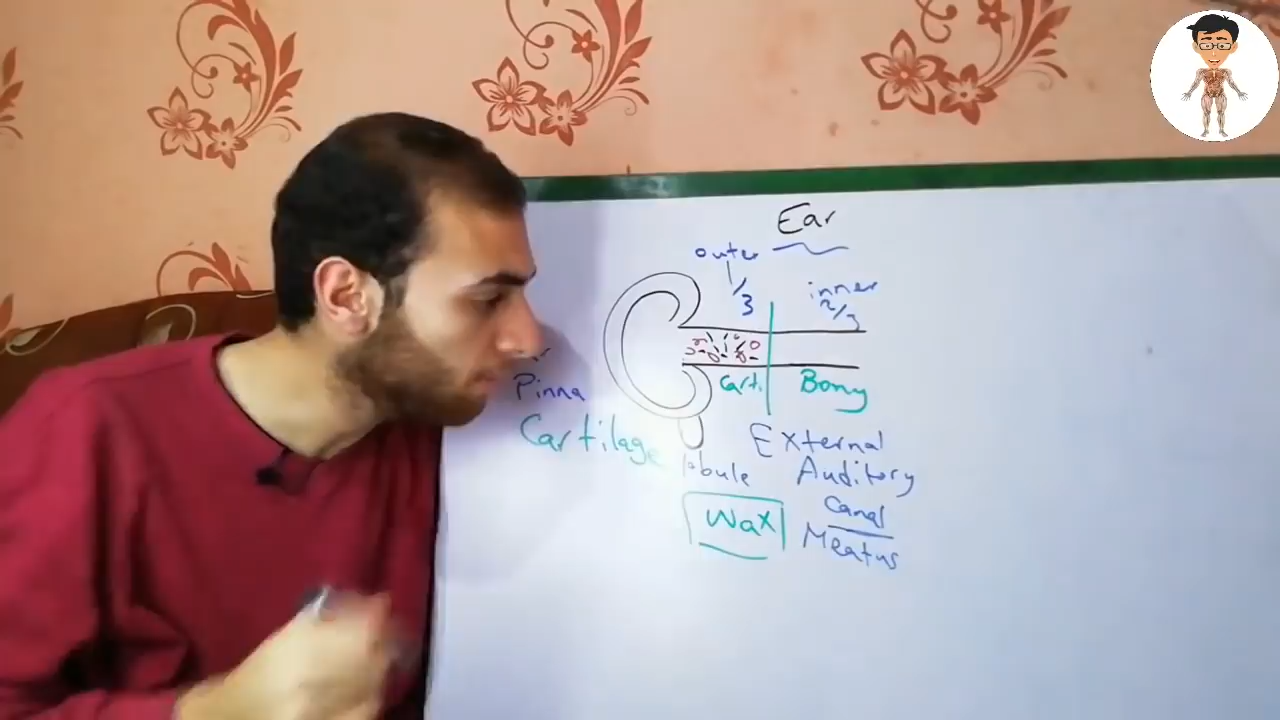 Ear
outer
1/3
inner
2/3
Carti.
Bony
Pinna
Cartilage
lobule
External
Auditory
Canal
Meatus
Wax